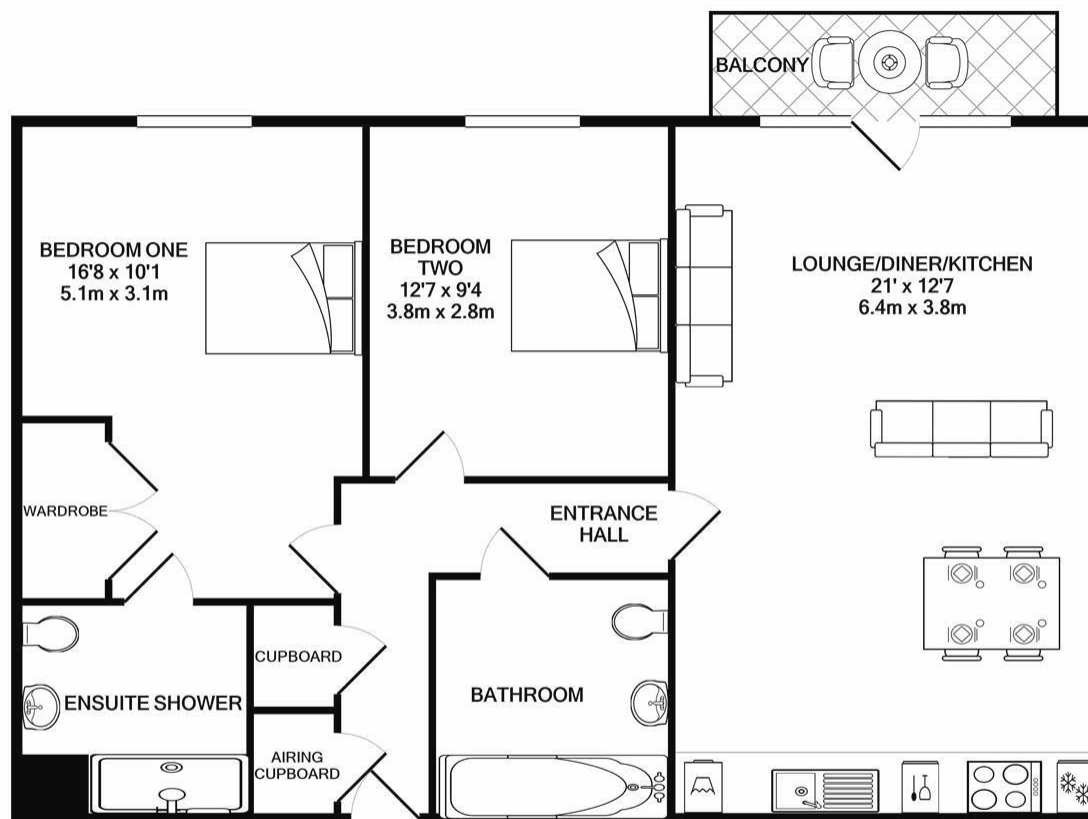 BALCONY
BEDROOM ONE
16'8 x 10'1
5.1m x 3.1m
BEDROOM
TWO
12'7 x 9'4
3.8m x 2.8m
LOUNGE/DINER/KITCHEN
21' x 12'7
6.4m x 3.8m
WARDROBE
ENTRANCE
HALL
CUPBOARD
ENSUITE SHOWER
BATHROOM
AIRING
CUPBOARD